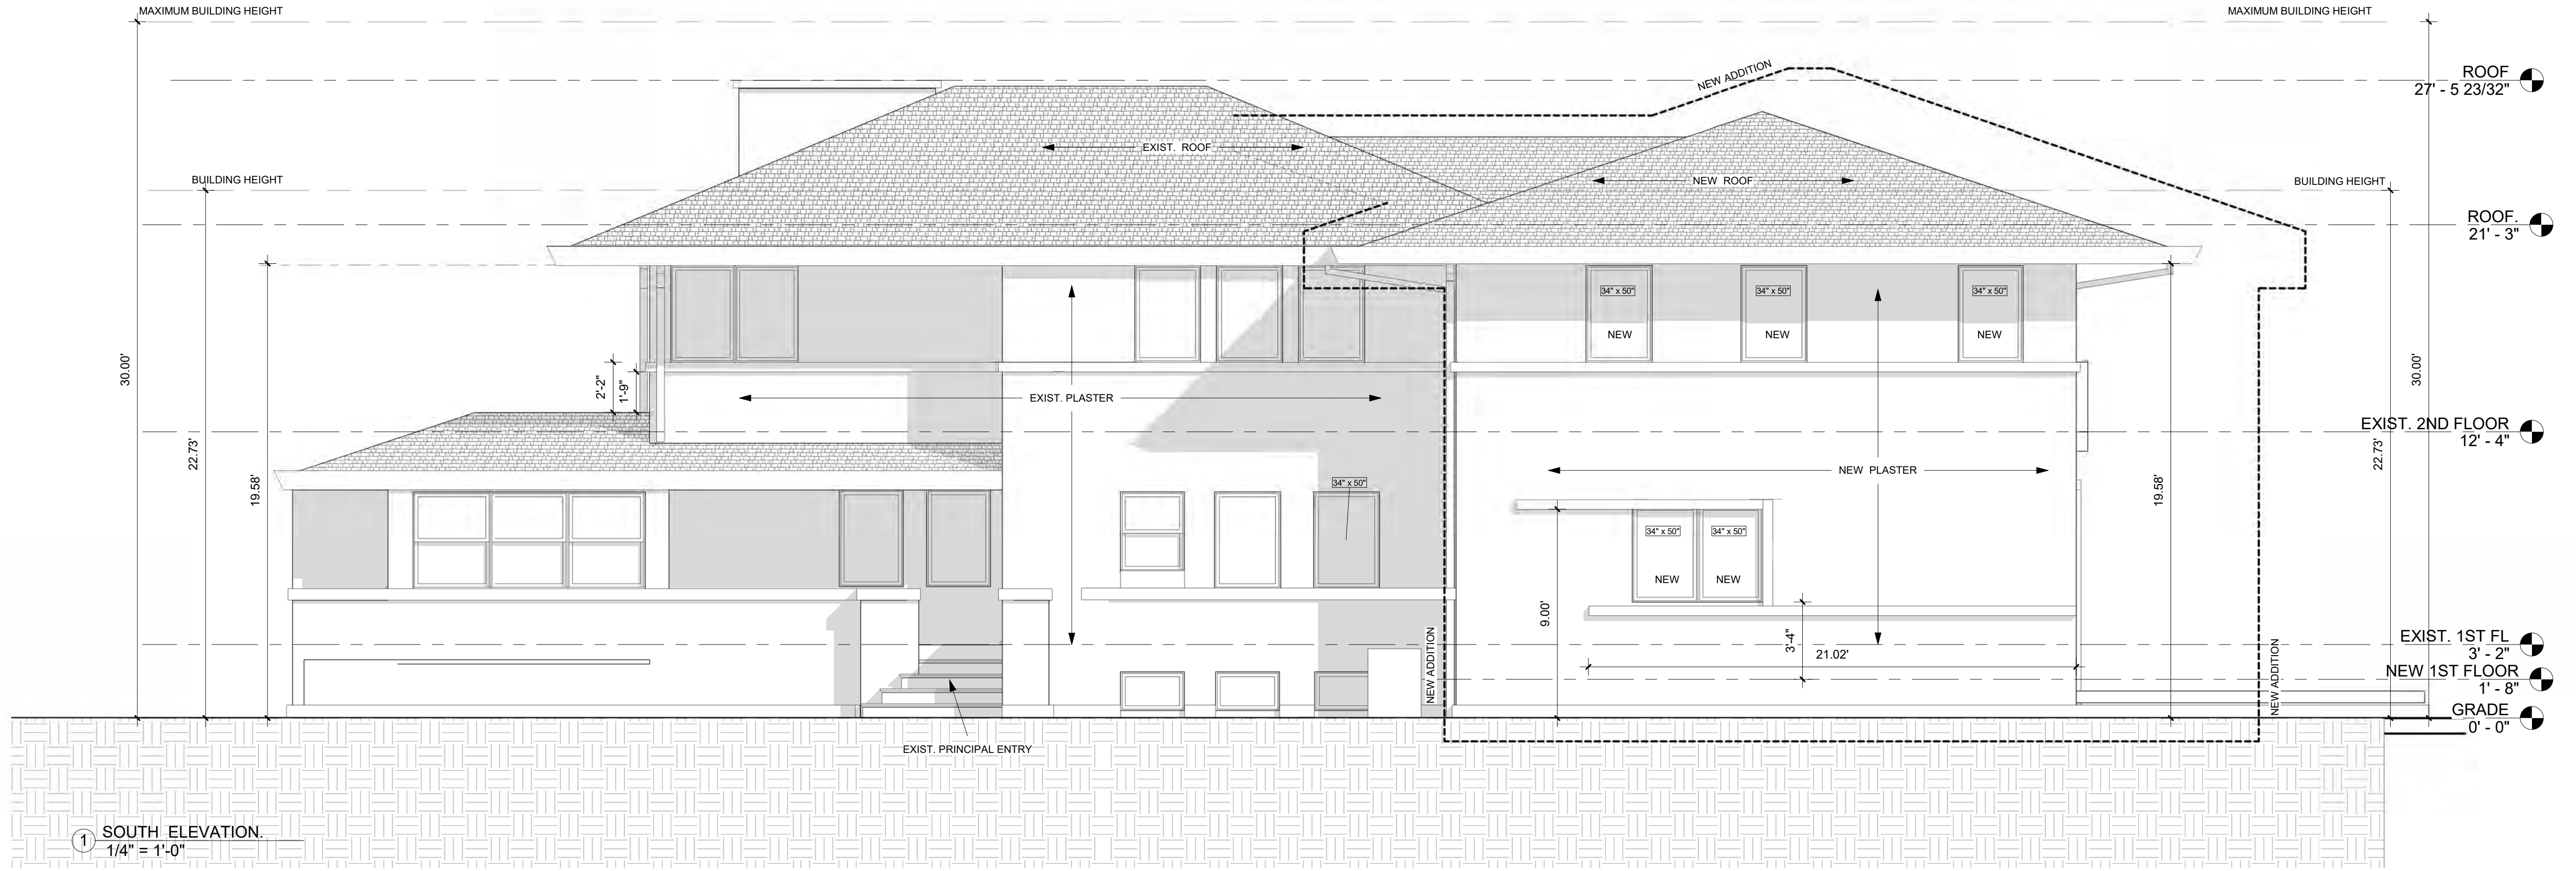 MAXIMUM BUILDING HEIGHT
MAXIMUM BUILDING HEIGHT
NEW ADDITION
ROOF
27' - 5 23/32"
EXIST. ROOF
NEW ROOF
BUILDING HEIGHT
BUILDING HEIGHT
ROOF.
21' - 3"
34" x 50"
34" x 50"
34" x 50"
NEW
NEW
NEW
30.00'
2'-2"
1'-9"
30.00'
EXIST. PLASTER
EXIST. 2ND FLOOR
12' - 4"
22.73'
22.73'
NEW PLASTER
19.58'
34" x 50"
19.58'
34" x 50"
34" x 50"
NEW
NEW
9.00'
3'-4"
EXIST. 1ST FL
3' - 2"
21.02'
NEW ADDITION
NEW ADDITION
NEW 1ST FLOOR
1' - 8"
GRADE
0' - 0"
EXIST. PRINCIPAL ENTRY
1
SOUTH ELEVATION.
1/4" = 1'-0"